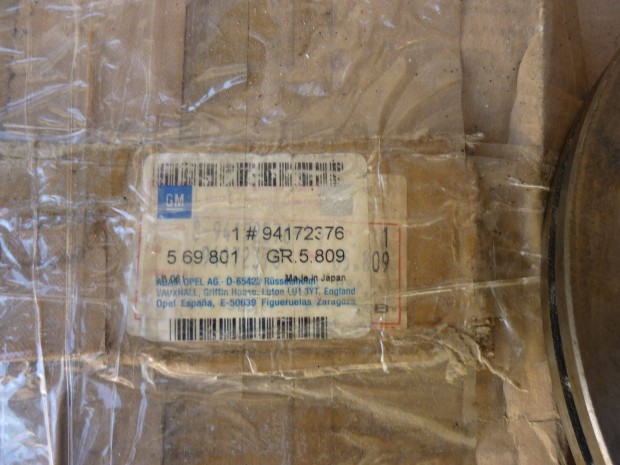 GM
1 # 94172376
5 69 801 GR.5.809
Made in Japan
ADAM OPEL AG - D-65423 Rüsselsheim
VAUXHALL, Griffin House, Luton LU1 3YT, England
Opel España, E-50639 Figueruelas Zaragoza